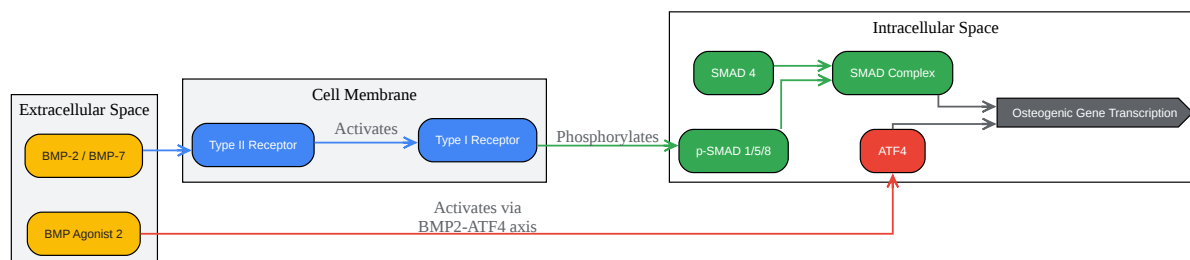 Extracellular Space
BMP-2 / BMP-7
BMP Agonist 2
Cell Membrane
Type II Receptor
Activates
Type I Receptor
Phosphorylates
Activates via
BMP2-ATF4 axis
Intracellular Space
SMAD 4
SMAD Complex
p-SMAD 1/5/8
ATF4
Osteogenic Gene Transcription